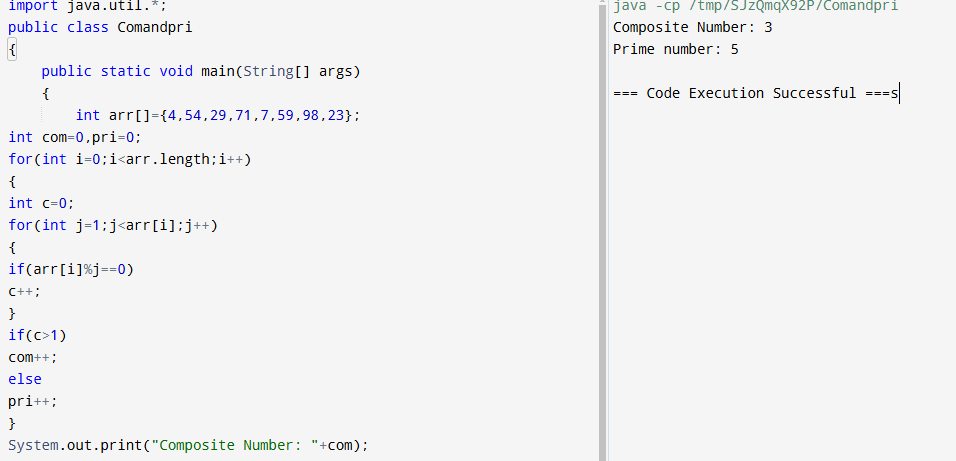 import java.util.*;
public class Comandpri
{
    public static void main(String[] args)
    {
        int arr[]={4,54,29,71,7,59,98,23};
int com=0,pri=0;
for(int i=0;i<arr.length;i++)
{
int c=0;
for(int j=1;j<arr[i];j++)
{
if(arr[i]%j==0)
c++;
}
if(c>1)
com++;
else
pri++;
}
System.out.print("Composite Number: "+com);
java -cp /tmp/SJzQmqX92P/Comandpri
Composite Number: 3
Prime number: 5
=== Code Execution Successful ===s